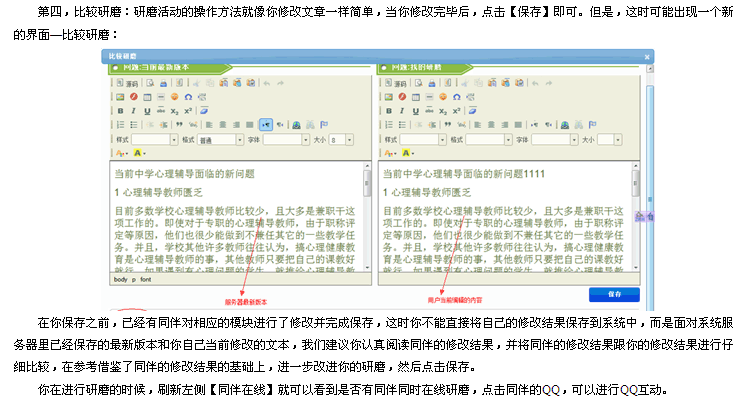 第四，比较研磨：研磨活动的操作方法就像你修改文章一样简单，当你修改完毕后，点击【保存】即可。但是，这时可能出现一个新
的界面—比较研磨：
比较研磨
问题:当前最新版本
问题:我的研磨
源码
源码
B I U abc x₂ x²
B I U abc x₂ x²
样式 格式 普通 字体 大小 8
样式 格式 字体 大小
A A
A A
当前中学心理辅导面临的新问题
1 心理辅导教师匮乏
目前多数学校心理辅导教师比较少，且大多是兼职干这
项工作的。即使对于专职的心理辅导教师，由于职称评
定等原因，他们也很少能做到不兼任其它的一些教学任
务。并且，学校其他许多教师往往认为，搞心理健康教
育是心理辅导教师的事，其他教师只要把自己的课教好
就行，如果遇到有心理问题的学生，就推给心理辅导
body p font
服务器最新版本
当前中学心理辅导面临的新问题1111
1 心理辅导教师匮乏
目前多数学校心理辅导教师比较少，且大多是兼职干这
项工作的。即使对于专职的心理辅导教师，由于职称评
定等原因，他们也很少能做到不兼任其它的一些教学任
务。并且，学校其他许多教师往往认为，搞心理健康教
育是心理辅导教师的事，其他教师只要把自己的课教好
就行，如果遇到有心理问题的学生，就推给心理辅导
用户当前编辑的内容
保存
在你保存之前，已经有同伴对相应的模块进行了修改并完成保存，这时你不能直接将自己的修改结果保存到系统中，而是面对系统服
务器里已经保存的最新版本和你自己当前修改的文本，我们建议你认真阅读同伴的修改结果，并将同伴的修改结果跟你的修改结果进行仔
细比较，在参考借鉴了同伴的修改结果的基础上，进一步改进你的研磨，然后点击保存。
你在进行研磨的时候，刷新左侧【同伴在线】就可以看到是否有同伴同时在线研磨，点击同伴的QQ，可以进行QQ互动。